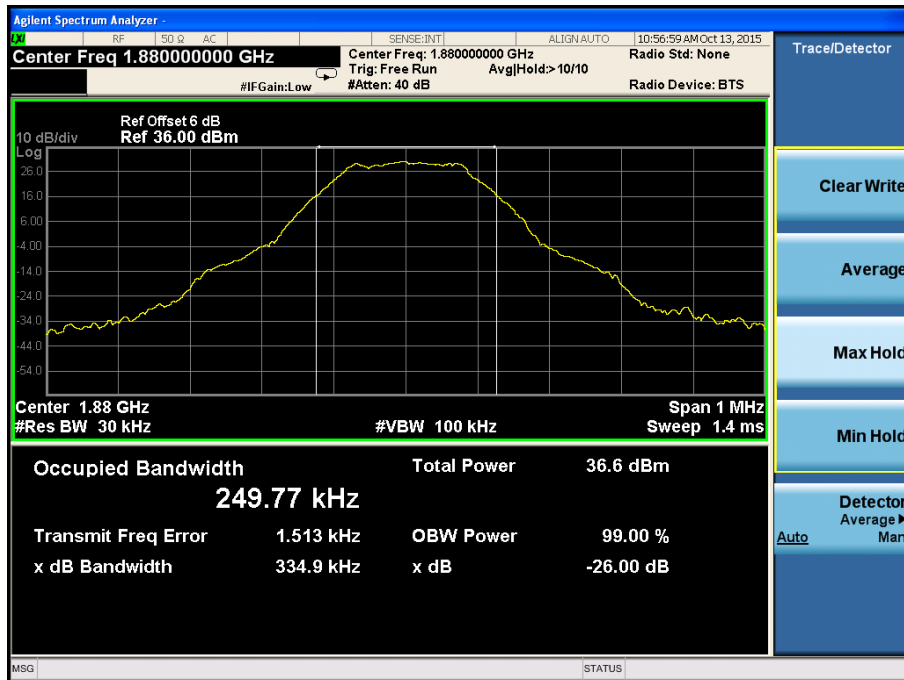 Agilent Spectrum Analyzer -
LXI RF 50 Ω AC SENSE:INT ALIGN AUTO 10:56:59 AM Oct 13, 2015
Center Freq 1.880000000 GHz Center Freq: 1.880000000 GHz Radio Std: None
Trig: Free Run Avg|Hold:>10/10
#IFGain:Low #Atten: 40 dB Radio Device: BTS
Trace/Detector
Ref Offset 6 dB
10 dB/div Ref 36.00 dBm
Log
26.0
16.0
6.00
-4.00
-14.0
-24.0
-34.0
-44.0
-54.0
Center 1.88 GHz Span 1 MHz
#Res BW 30 kHz #VBW 100 kHz Sweep 1.4 ms
Occupied Bandwidth Total Power 36.6 dBm
249.77 kHz
Transmit Freq Error 1.513 kHz OBW Power 99.00 %
x dB Bandwidth 334.9 kHz x dB -26.00 dB
Clear Write
Average
Max Hold
Min Hold
Detector
Average▶
Auto Man
MSG STATUS